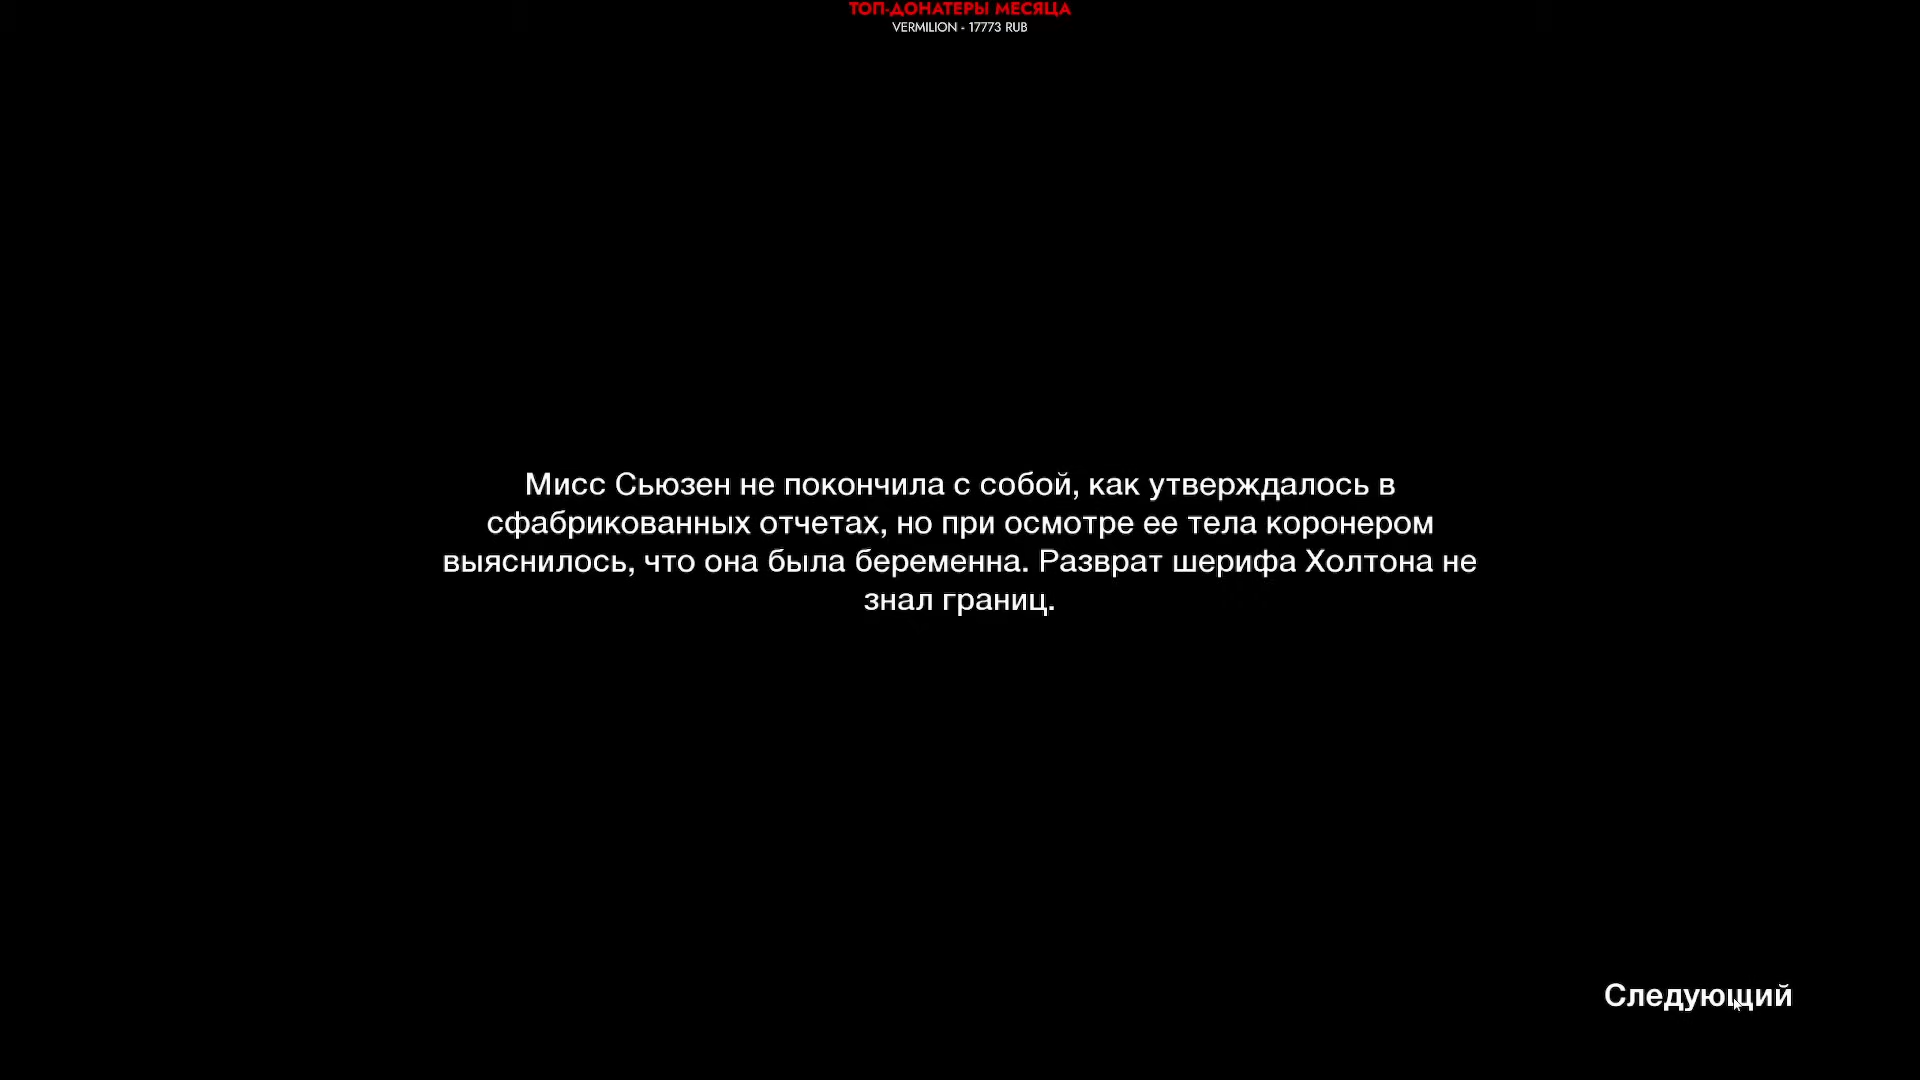 ТОП-ДОНАТЕРЫ МЕСЯЦА
VERMILION - 17773 RUB
Мисс Сьюзен не покончила с собой, как утверждалось в
сфабрикованных отчетах, но при осмотре ее тела коронером
выяснилось, что она была беременна. Разврат шерифа Холтона не
знал границ.
Следующий